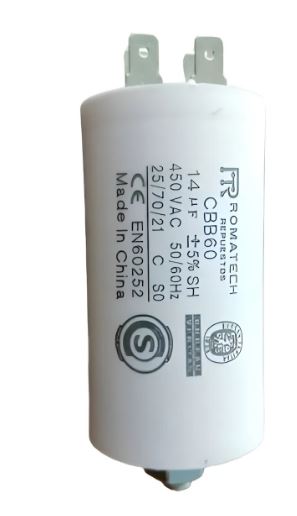 ROMATECH
REPUESTOS
CBB60
14 µF ±5% SH
450 VAC 50/60Hz
25/70/21 C S0
CE EN60252
Made In China
S